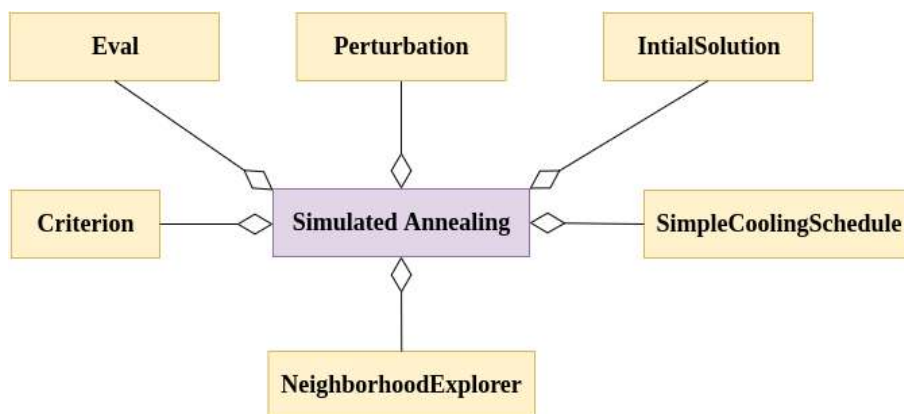 Eval
Perturbation
IntialSolution
Criterion
Simulated Annealing
SimpleCoolingSchedule
NeighborhoodExplorer